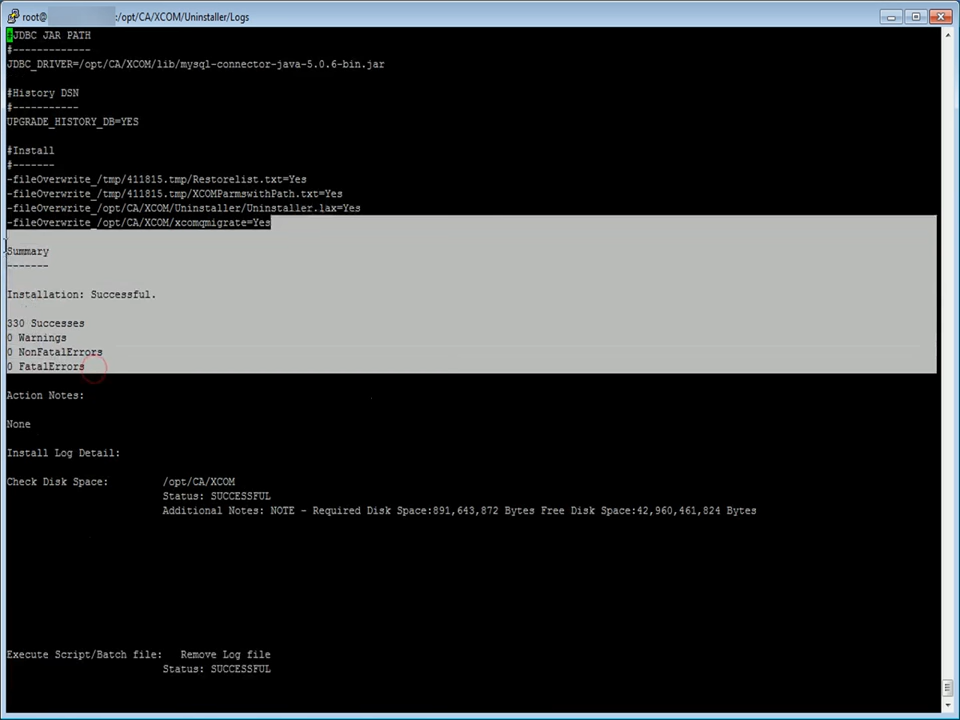 root@ :/opt/CA/XCOM/Uninstaller/Logs
#JDBC JAR PATH
#-------------
JDBC_DRIVER=/opt/CA/XCOM/lib/mysql-connector-java-5.0.6-bin.jar
#History DSN
#-----------
UPGRADE_HISTORY_DB=YES
#Install
#-------
-fileOverwrite_/tmp/411815.tmp/Restorelist.txt=Yes
-fileOverwrite_/tmp/411815.tmp/XCOMParmswithPath.txt=Yes
-fileOverwrite_/opt/CA/XCOM/Uninstaller/Uninstaller.lax=Yes
-fileOverwrite_/opt/CA/XCOM/xcomqmigrate=Yes
Summary
-------
Installation: Successful.
330 Successes
0 Warnings
0 NonFatalErrors
0 FatalErrors
Action Notes:
None
Install Log Detail:
Check Disk Space: /opt/CA/XCOM
Status: SUCCESSFUL
Additional Notes: NOTE - Required Disk Space:891,643,872 Bytes Free Disk Space:42,960,461,824 Bytes
Execute Script/Batch file: Remove Log file
Status: SUCCESSFUL